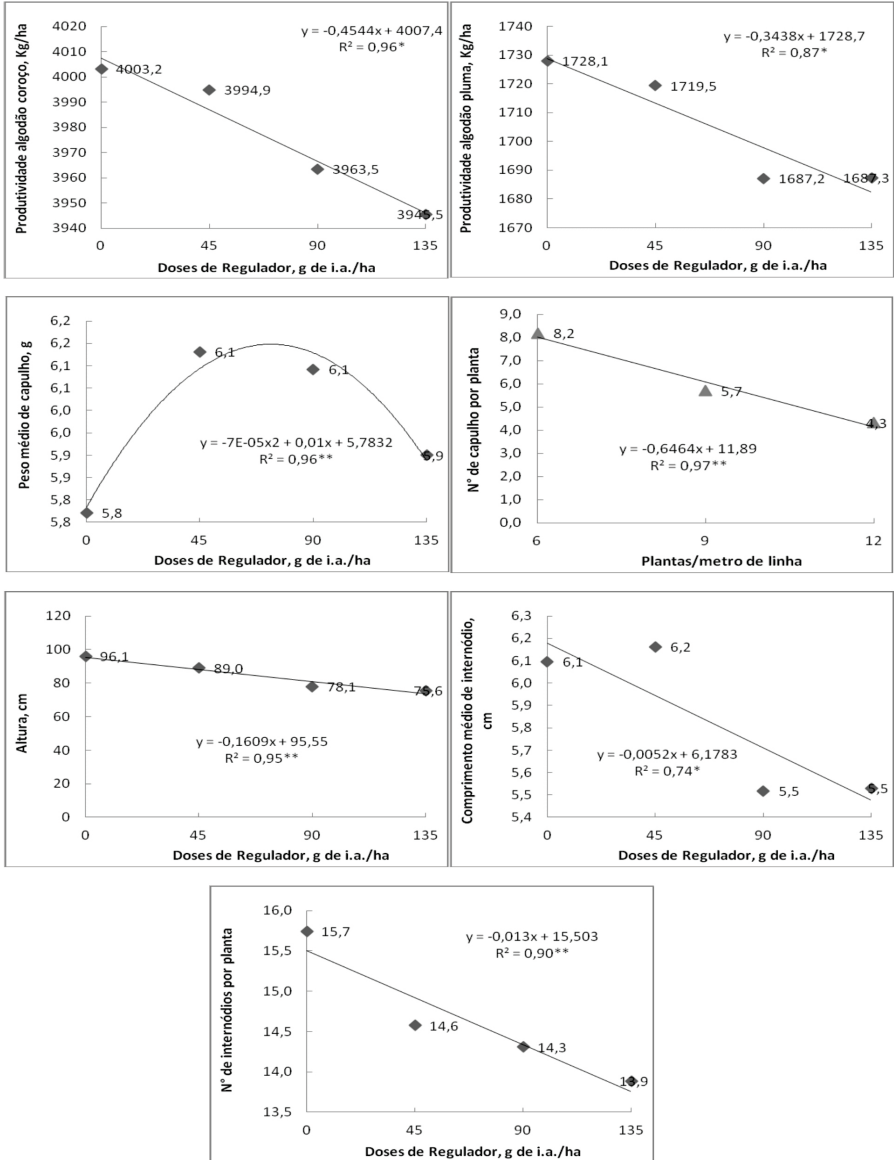 Produtividade algodão coroço, Kg/ha
4020
4010
4000
3990
3980
3970
3960
3950
3940
y = -0,4544x + 4007,4
R² = 0,96*
4003,2
3994,9
3963,5
3945,5
0 45 90 135
Doses de Regulador, g de i.a./ha
Produtividade algodão pluma, Kg/ha
1740
1730
1720
1710
1700
1690
1680
1670
y = -0,3438x + 1728,7
R² = 0,87*
1728,1
1719,5
1687,2
1687,3
0 45 90 135
Doses de Regulador, g de i.a./ha
Peso médio de capulho, g
6,2
6,2
6,1
6,1
6,0
6,0
5,9
5,9
5,8
5,8
6,1
6,1
y = -7E-05x2 + 0,01x + 5,7832
R² = 0,96**
5,9
5,8
0 45 90 135
Doses de Regulador, g de i.a./ha
N° de capulho por planta
9,0
8,0
7,0
6,0
5,0
4,0
3,0
2,0
1,0
0,0
8,2
5,7
4,3
y = -0,6464x + 11,89
R² = 0,97**
6 9 12
Plantas/metro de linha
Altura, cm
120
100
80
60
40
20
0
96,1
89,0
78,1
75,6
y = -0,1609x + 95,55
R² = 0,95**
0 45 90 135
Doses de Regulador, g de i.a./ha
Comprimento médio de internódio,
cm
6,3
6,2
6,1
6,0
5,9
5,8
5,7
5,6
5,5
5,4
6,1
6,2
y = -0,0052x + 6,1783
R² = 0,74*
5,5
5,5
0 45 90 135
Doses de Regulador, g de i.a./ha
N° de internódios por planta
16,0
15,5
15,0
14,5
14,0
13,5
15,7
y = -0,013x + 15,503
R² = 0,90**
14,6
14,3
13,9
0 45 90 135
Doses de Regulador, g de i.a./ha